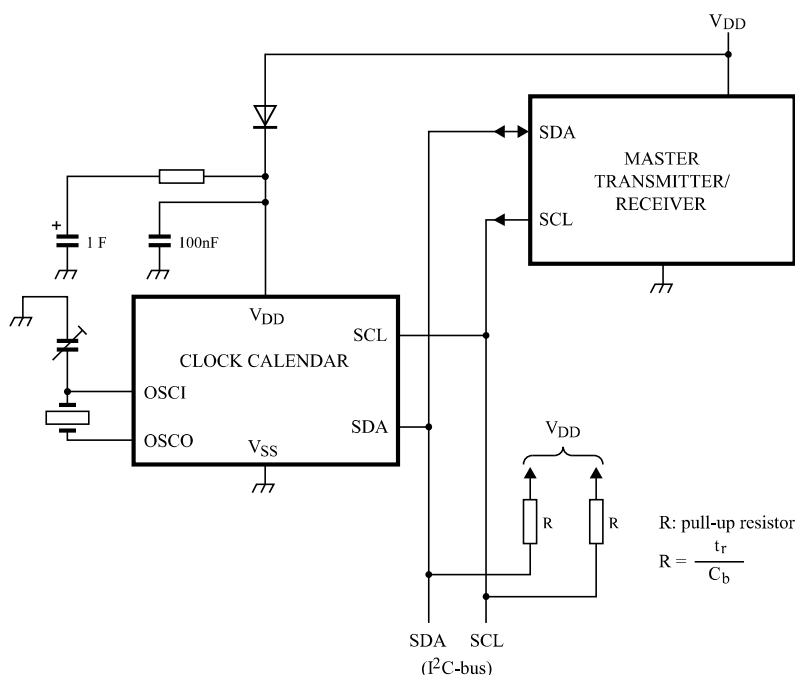 VDD
SDA
MASTER
TRANSMITTER/
RECEIVER
SCL
+
1 F
100nF
VDD
SCL
CLOCK CALENDAR
OSCI
SDA
OSCO
VSS
VDD
R
R
R: pull-up resistor
R = tr / Cb
SDA SCL
(I²C-bus)